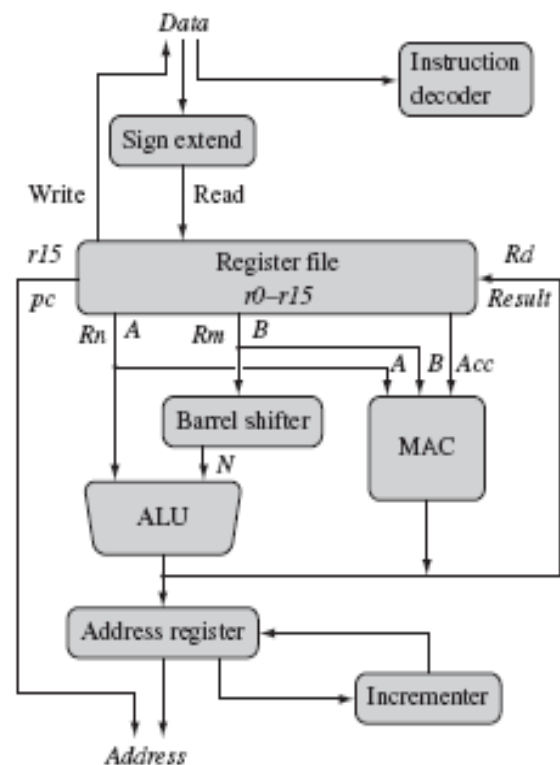 Data
Instruction
decoder
Sign extend
Write
Read
r15
Register file
Rd
pc
r0–r15
Result
Rn
A
Rm
B
A
B
Acc
Barrel shifter
MAC
N
ALU
Address register
Incrementer
Address